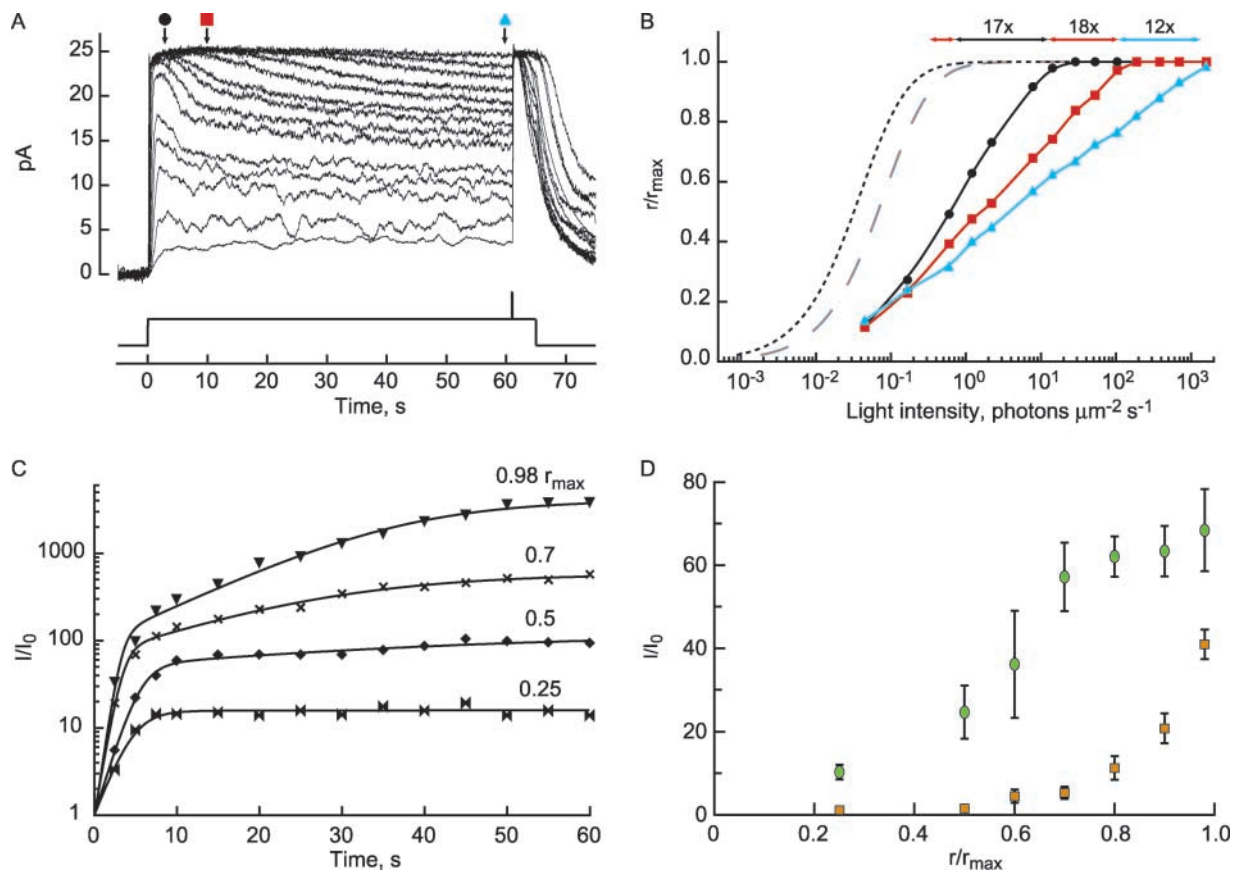 A
25
20
15
10
5
0
pA
0 10 20 30 40 50 60 70
Time, s
B
17x 18x 12x
1.0
0.8
0.6
0.4
0.2
0.0
r/rmax
10-3 10-2 10-1 100 101 102 103
Light intensity, photons μm-2 s-1
C
0.98 rmax
0.7
0.5
0.25
1000
100
10
1
I/I0
0 10 20 30 40 50 60
Time, s
D
80
60
40
20
0
I/I0
0 0.2 0.4 0.6 0.8 1.0
r/rmax